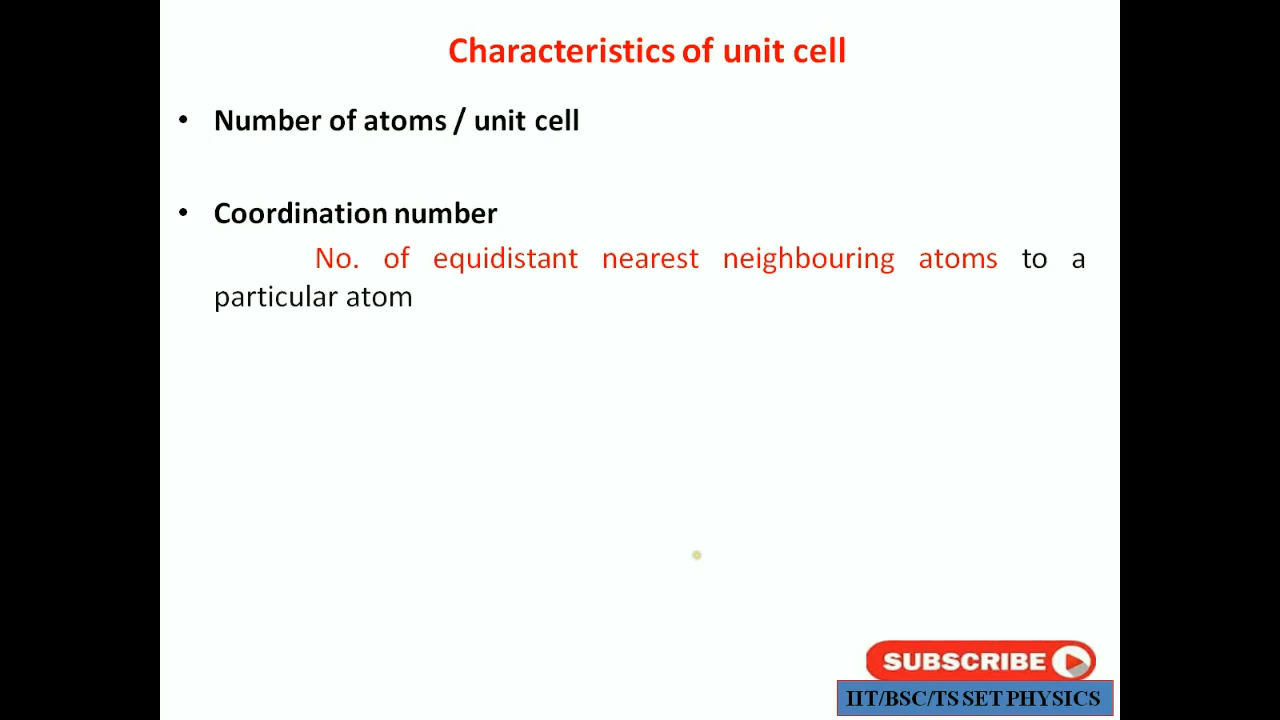 Characteristics of unit cell
• Number of atoms / unit cell
• Coordination number
No. of equidistant nearest neighbouring atoms to a
particular atom
SUBSCRIBE
IIT/BSC/TS SET PHYSICS